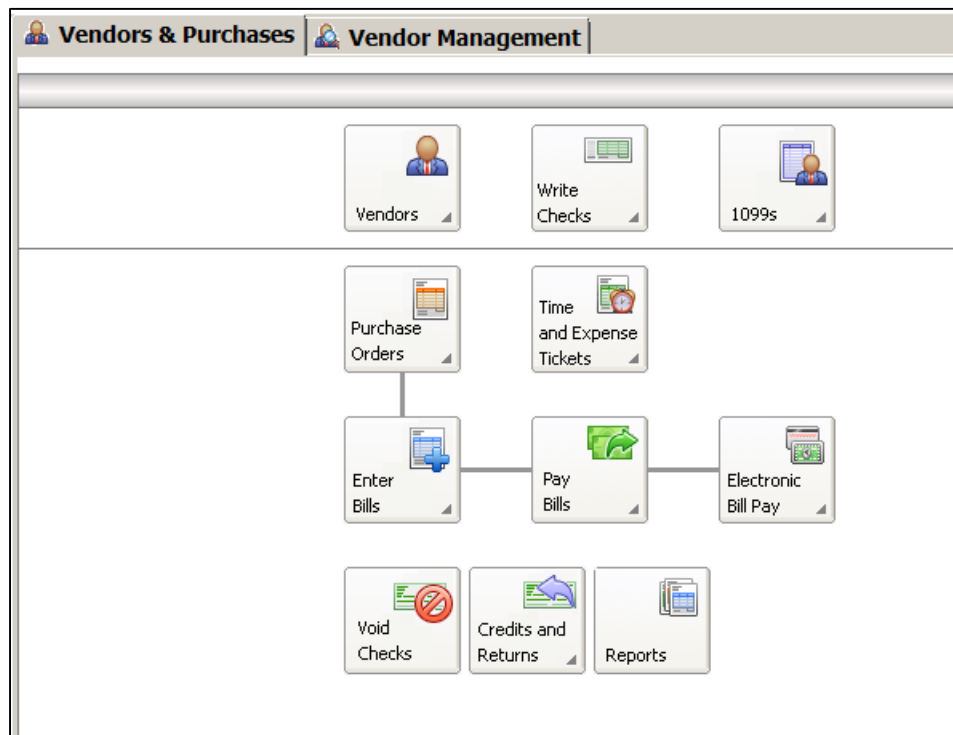 Vendors & Purchases
Vendor Management
Vendors
Write
Checks
1099s
Purchase
Orders
Time
and Expense
Tickets
Enter
Bills
Pay
Bills
Electronic
Bill Pay
Void
Checks
Credits and
Returns
Reports